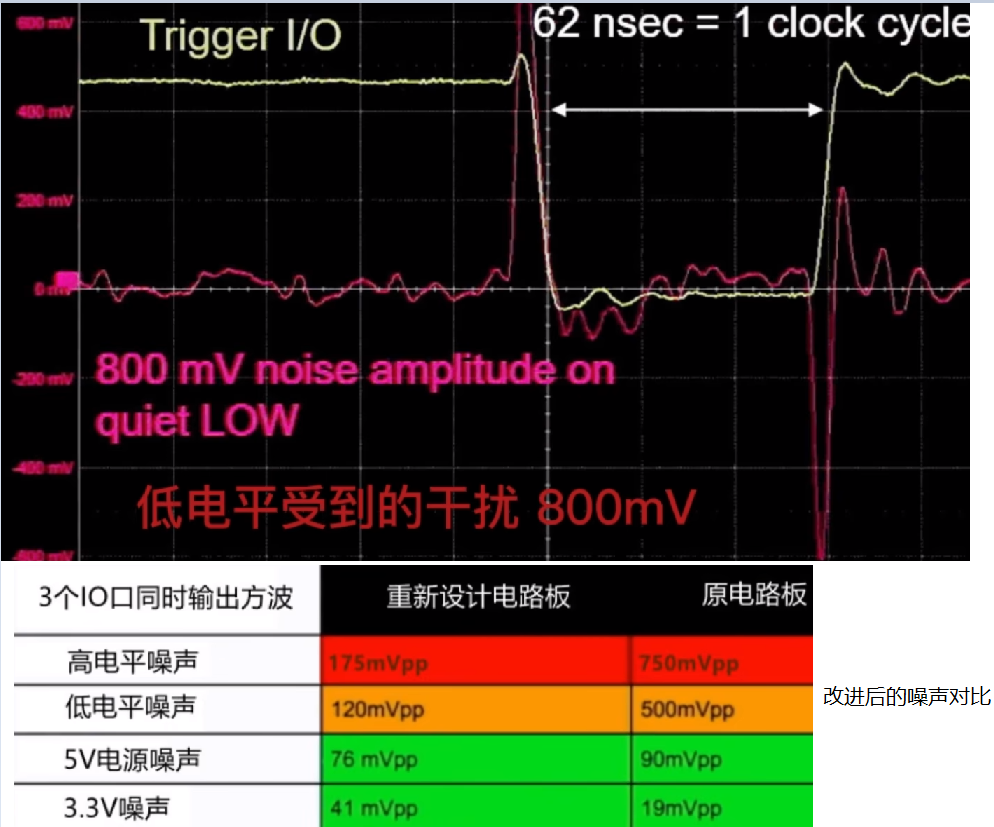 600 mV
Trigger I/O
62 nsec = 1 clock cycle
400 mV
200 mV
0 mV
800 mV noise amplitude on
quiet LOW
-200 mV
-400 mV
低电平受到的干扰 800mV
3个IO口同时输出方波 重新设计电路板 原电路板
高电平噪声 175mVpp 750mVpp
低电平噪声 120mVpp 500mVpp
改进后的噪声对比
5V电源噪声 76 mVpp 90mVpp
3.3V噪声 41 mVpp 19mVpp